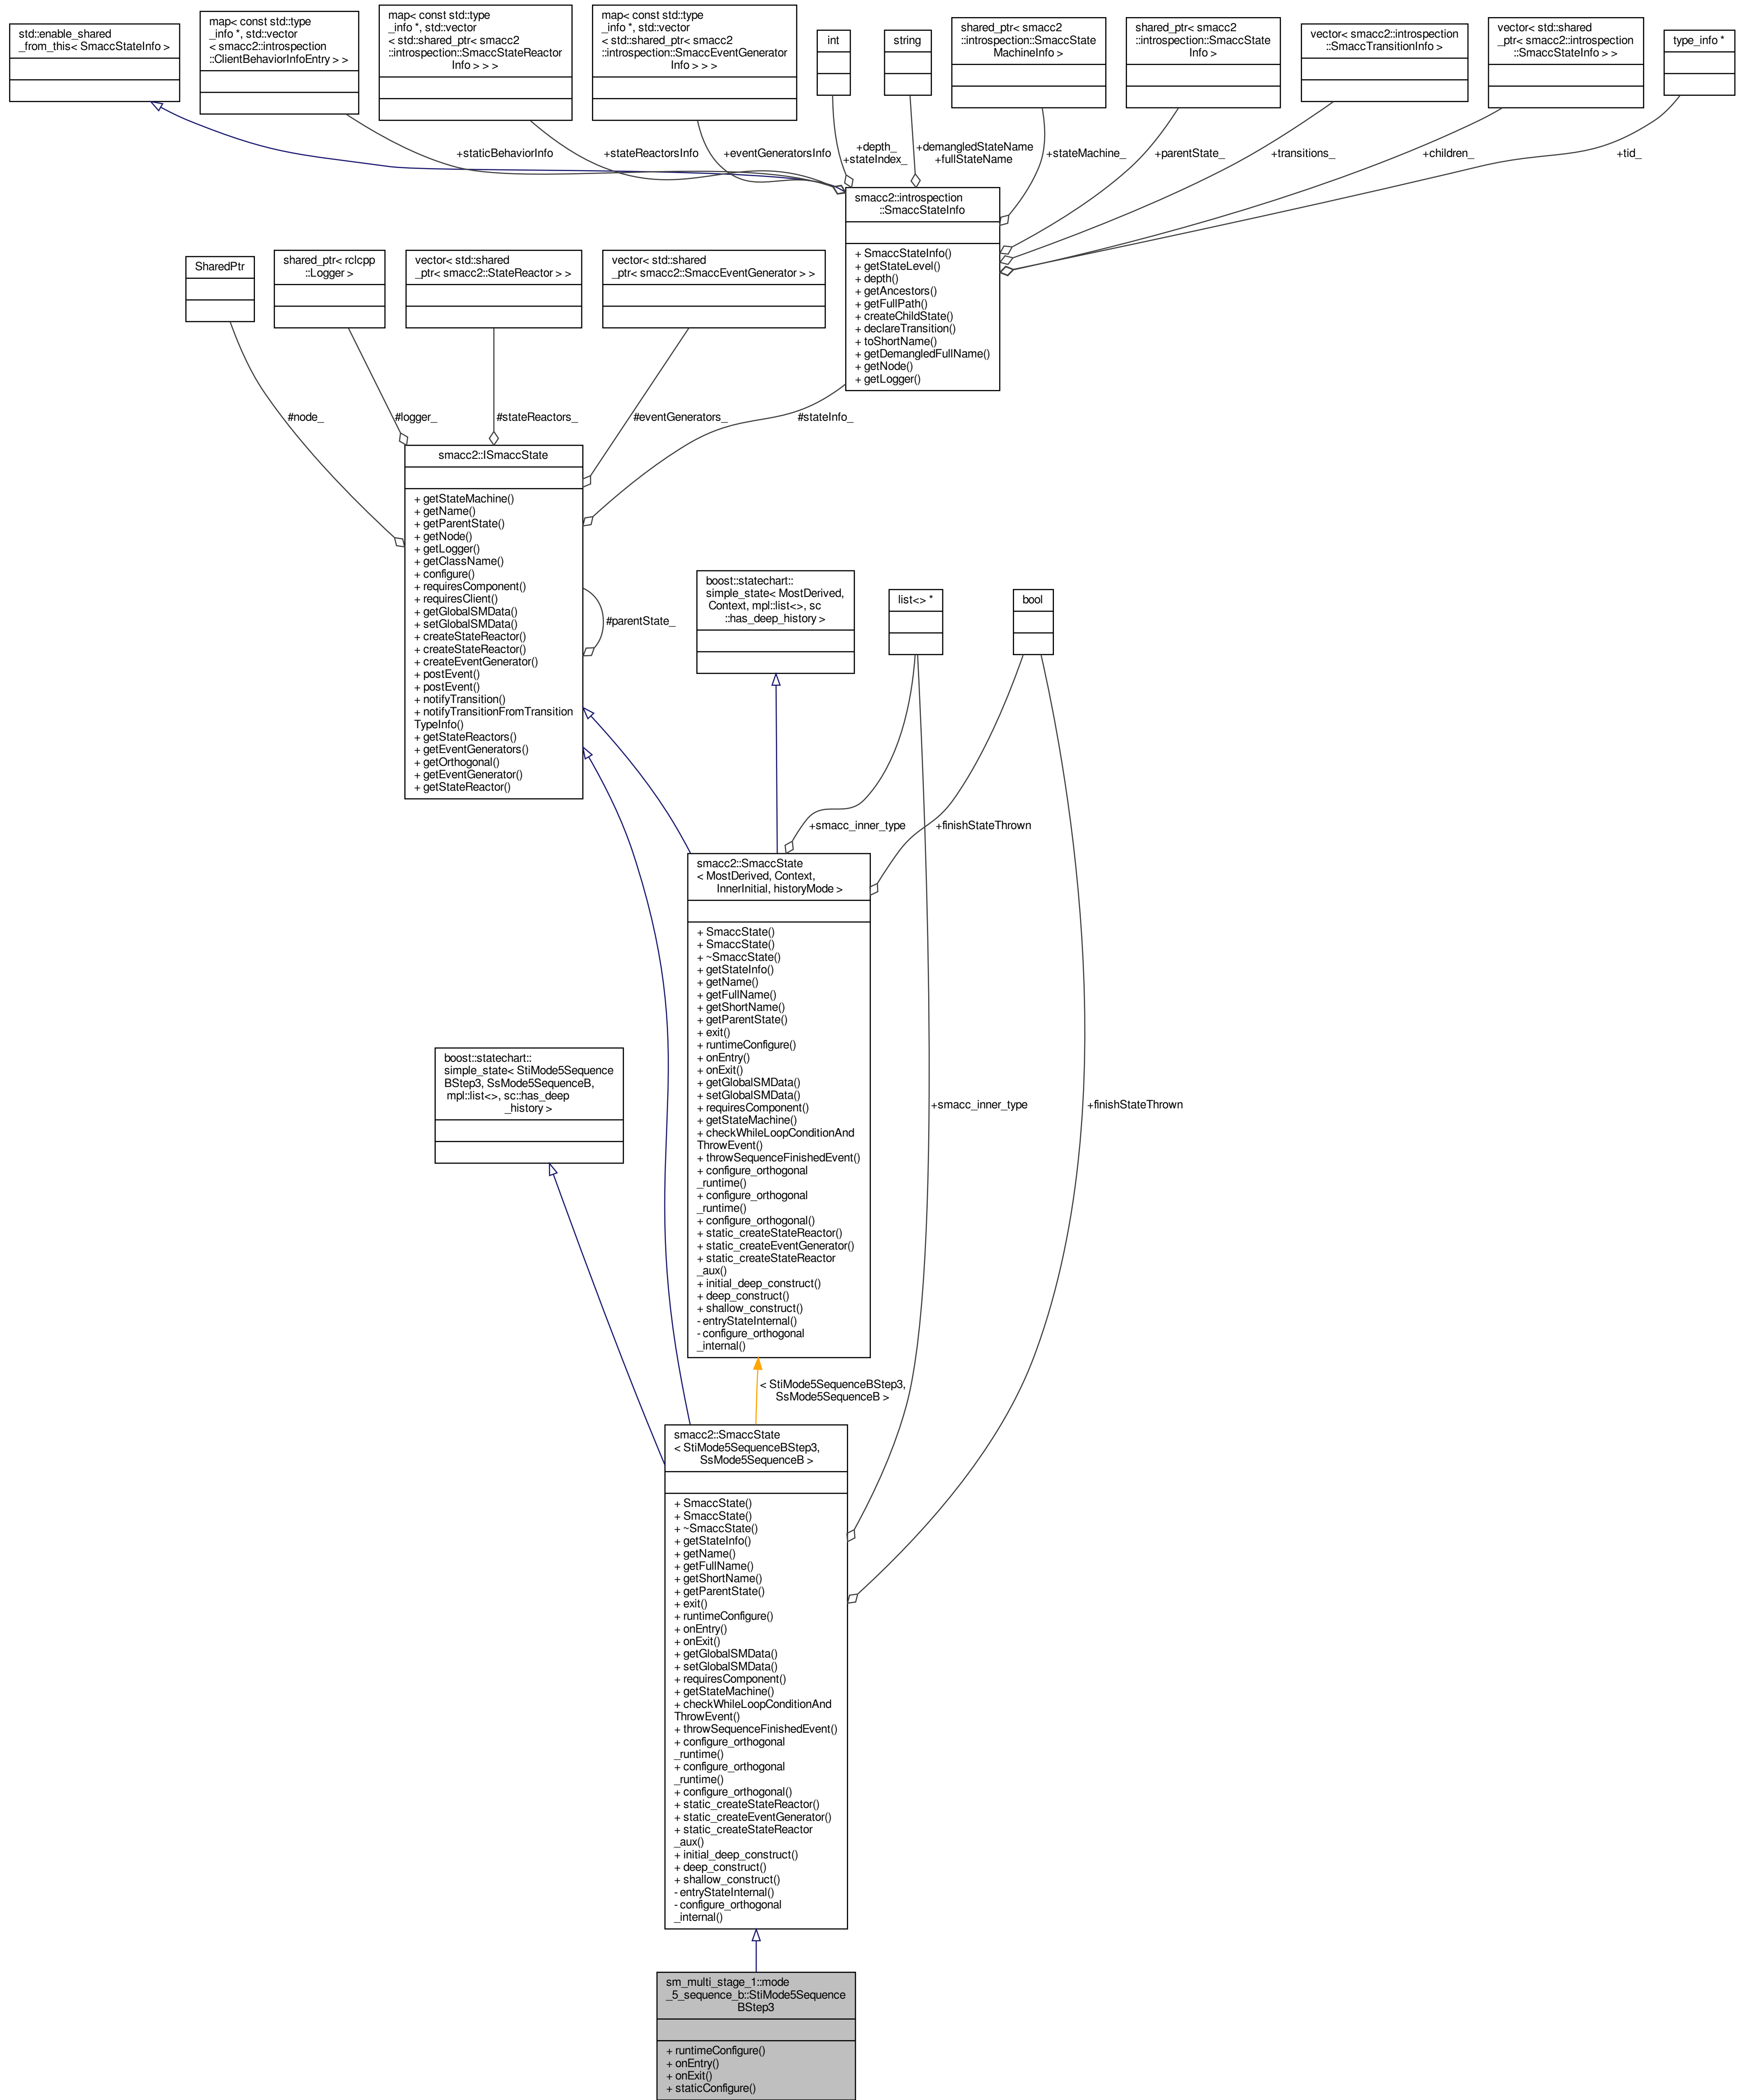 std::enable_shared
_from_this< SmaccStateInfo >
map< const std::type
_info *, std::vector
< smacc2::introspection
::ClientBehaviorInfoEntry > >
map< const std::type
_info *, std::vector
< std::shared_ptr< smacc2
::introspection::SmaccStateReactor
Info > > >
map< const std::type
_info *, std::vector
< std::shared_ptr< smacc2
::introspection::SmaccEventGenerator
Info > > >
int
string
shared_ptr< smacc2
::introspection::SmaccState
MachineInfo >
shared_ptr< smacc2
::introspection::SmaccState
Info >
vector< smacc2::introspection
::SmaccTransitionInfo >
vector< std::shared
_ptr< smacc2::introspection
::SmaccStateInfo > >
type_info *
+staticBehaviorInfo
+stateReactorsInfo
+eventGeneratorsInfo
+depth_
+stateIndex_
+demangledStateName
+fullStateName
+stateMachine_
+parentState_
+transitions_
+children_
+tid_
smacc2::introspection
::SmaccStateInfo
+ SmaccStateInfo()
+ getStateLevel()
+ depth()
+ getAncestors()
+ getFullPath()
+ createChildState()
+ declareTransition()
+ toShortName()
+ getDemangledFullName()
+ getNode()
+ getLogger()
SharedPtr
shared_ptr< rclcpp
::Logger >
vector< std::shared
_ptr< smacc2::StateReactor > >
vector< std::shared
_ptr< smacc2::SmaccEventGenerator > >
#node_
#logger_
#stateReactors_
#eventGenerators_
#stateInfo_
smacc2::ISmaccState
+ getStateMachine()
+ getName()
+ getParentState()
+ getNode()
+ getLogger()
+ getClassName()
+ configure()
+ requiresComponent()
+ requiresClient()
+ getGlobalSMData()
+ setGlobalSMData()
+ createStateReactor()
+ createStateReactor()
+ createEventGenerator()
+ postEvent()
+ postEvent()
+ notifyTransition()
+ notifyTransitionFromTransition
TypeInfo()
+ getStateReactors()
+ getEventGenerators()
+ getOrthogonal()
+ getEventGenerator()
+ getStateReactor()
#parentState_
boost::statechart::
simple_state< MostDerived,
Context, mpl::list<>, sc
::has_deep_history >
list<> *
bool
+smacc_inner_type
+finishStateThrown
smacc2::SmaccState
< MostDerived, Context,
InnerInitial, historyMode >
+ SmaccState()
+ SmaccState()
+ ~SmaccState()
+ getStateInfo()
+ getName()
+ getFullName()
+ getShortName()
+ getParentState()
+ exit()
+ runtimeConfigure()
+ onEntry()
+ onExit()
+ getGlobalSMData()
+ setGlobalSMData()
+ requiresComponent()
+ getStateMachine()
+ checkWhileLoopConditionAnd
ThrowEvent()
+ throwSequenceFinishedEvent()
+ configure_orthogonal
_runtime()
+ configure_orthogonal
_runtime()
+ configure_orthogonal()
+ static_createStateReactor()
+ static_createEventGenerator()
+ static_createStateReactor
_aux()
+ initial_deep_construct()
+ deep_construct()
+ shallow_construct()
- entryStateInternal()
- configure_orthogonal
_internal()
boost::statechart::
simple_state< StiMode5Sequence
BStep3, SsMode5SequenceB,
mpl::list<>, sc::has_deep
_history >
+smacc_inner_type
+finishStateThrown
< StiMode5SequenceBStep3,
SsMode5SequenceB >
smacc2::SmaccState
< StiMode5SequenceBStep3,
SsMode5SequenceB >
+ SmaccState()
+ SmaccState()
+ ~SmaccState()
+ getStateInfo()
+ getName()
+ getFullName()
+ getShortName()
+ getParentState()
+ exit()
+ runtimeConfigure()
+ onEntry()
+ onExit()
+ getGlobalSMData()
+ setGlobalSMData()
+ requiresComponent()
+ getStateMachine()
+ checkWhileLoopConditionAnd
ThrowEvent()
+ throwSequenceFinishedEvent()
+ configure_orthogonal
_runtime()
+ configure_orthogonal
_runtime()
+ configure_orthogonal()
+ static_createStateReactor()
+ static_createEventGenerator()
+ static_createStateReactor
_aux()
+ initial_deep_construct()
+ deep_construct()
+ shallow_construct()
- entryStateInternal()
- configure_orthogonal
_internal()
sm_multi_stage_1::mode
_5_sequence_b::StiMode5Sequence
BStep3
+ runtimeConfigure()
+ onEntry()
+ onExit()
+ staticConfigure()